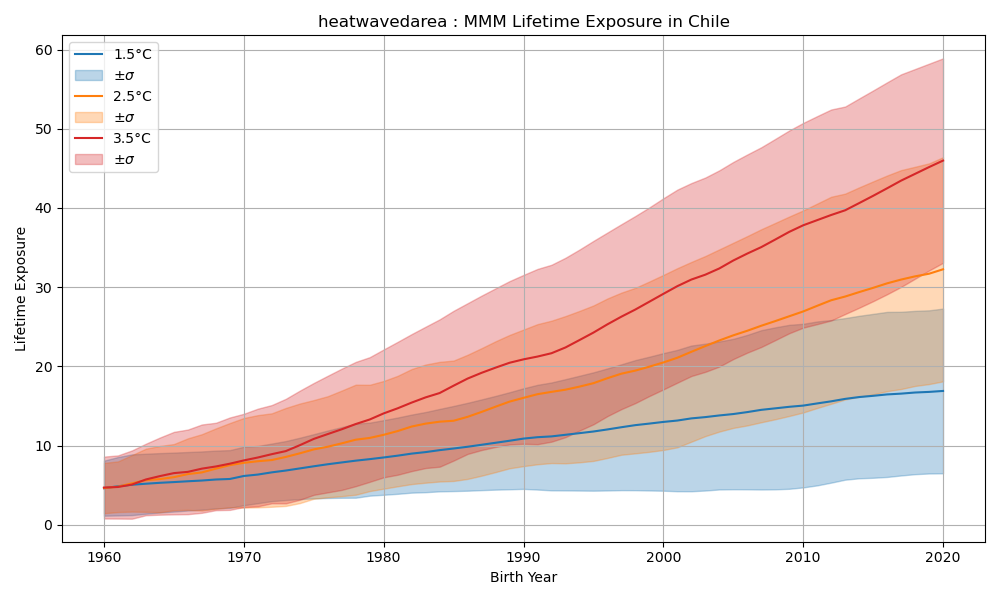 heatwavedarea : MMM Lifetime Exposure in Chile
1.5°C
±σ
2.5°C
±σ
3.5°C
±σ
60
50
40
30
20
10
0
Lifetime Exposure
1960 1970 1980 1990 2000 2010 2020
Birth Year